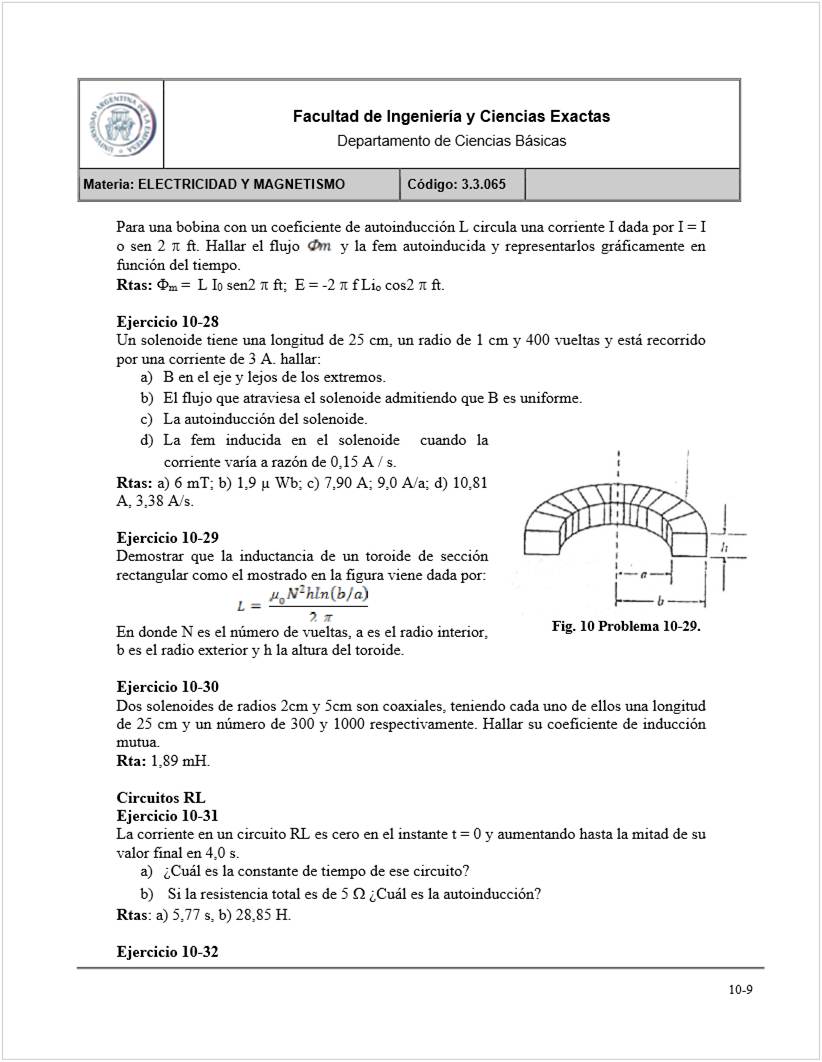 UNIVERSIDAD ARGENTINA DE LA EMPRESA
Facultad de Ingeniería y Ciencias Exactas
Departamento de Ciencias Básicas
Materia: ELECTRICIDAD Y MAGNETISMO
Código: 3.3.065
Para una bobina con un coeficiente de autoinducción L circula una corriente I dada por I = I
o sen 2 π ft. Hallar el flujo Φm y la fem autoinducida y representarlos gráficamente en
función del tiempo.
Rtas: Φm = L I0 sen2 π ft; E = -2 π f Lio cos2 π ft.
Ejercicio 10-28
Un solenoide tiene una longitud de 25 cm, un radio de 1 cm y 400 vueltas y está recorrido
por una corriente de 3 A. hallar:
a) B en el eje y lejos de los extremos.
b) El flujo que atraviesa el solenoide admitiendo que B es uniforme.
c) La autoinducción del solenoide.
d) La fem inducida en el solenoide cuando la
corriente varía a razón de 0,15 A / s.
Rtas: a) 6 mT; b) 1,9 µ Wb; c) 7,90 A; 9,0 A/a; d) 10,81
A, 3,38 A/s.
Ejercicio 10-29
Demostrar que la inductancia de un toroide de sección
rectangular como el mostrado en la figura viene dada por:
L = μ₀N²hln(b/a) / 2 π
En donde N es el número de vueltas, a es el radio interior,
b es el radio exterior y h la altura del toroide.
h
a
b
Fig. 10 Problema 10-29.
Ejercicio 10-30
Dos solenoides de radios 2cm y 5cm son coaxiales, teniendo cada uno de ellos una longitud
de 25 cm y un número de 300 y 1000 respectivamente. Hallar su coeficiente de inducción
mutua.
Rta: 1,89 mH.
Circuitos RL
Ejercicio 10-31
La corriente en un circuito RL es cero en el instante t = 0 y aumentando hasta la mitad de su
valor final en 4,0 s.
a) ¿Cuál es la constante de tiempo de ese circuito?
b) Si la resistencia total es de 5 Ω ¿Cuál es la autoinducción?
Rtas: a) 5,77 s, b) 28,85 H.
Ejercicio 10-32
10-9